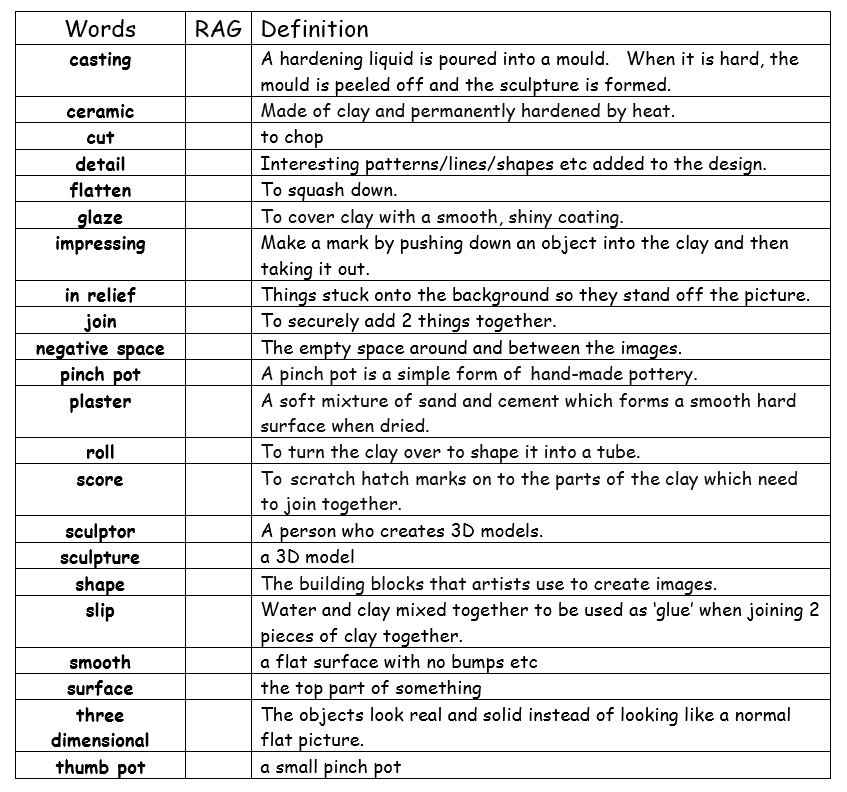 Words RAG Definition
casting A hardening liquid is poured into a mould. When it is hard, the
mould is peeled off and the sculpture is formed.
ceramic Made of clay and permanently hardened by heat.
cut to chop
detail Interesting patterns/lines/shapes etc added to the design.
flatten To squash down.
glaze To cover clay with a smooth, shiny coating.
impressing Make a mark by pushing down an object into the clay and then
taking it out.
in relief Things stuck onto the background so they stand off the picture.
join To securely add 2 things together.
negative space The empty space around and between the images.
pinch pot A pinch pot is a simple form of hand-made pottery.
plaster A soft mixture of sand and cement which forms a smooth hard
surface when dried.
roll To turn the clay over to shape it into a tube.
score To scratch hatch marks on to the parts of the clay which need
to join together.
sculptor A person who creates 3D models.
sculpture a 3D model
shape The building blocks that artists use to create images.
slip Water and clay mixed together to be used as ‘glue’ when joining 2
pieces of clay together.
smooth a flat surface with no bumps etc
surface the top part of something
three The objects look real and solid instead of looking like a normal
dimensional flat picture.
thumb pot a small pinch pot